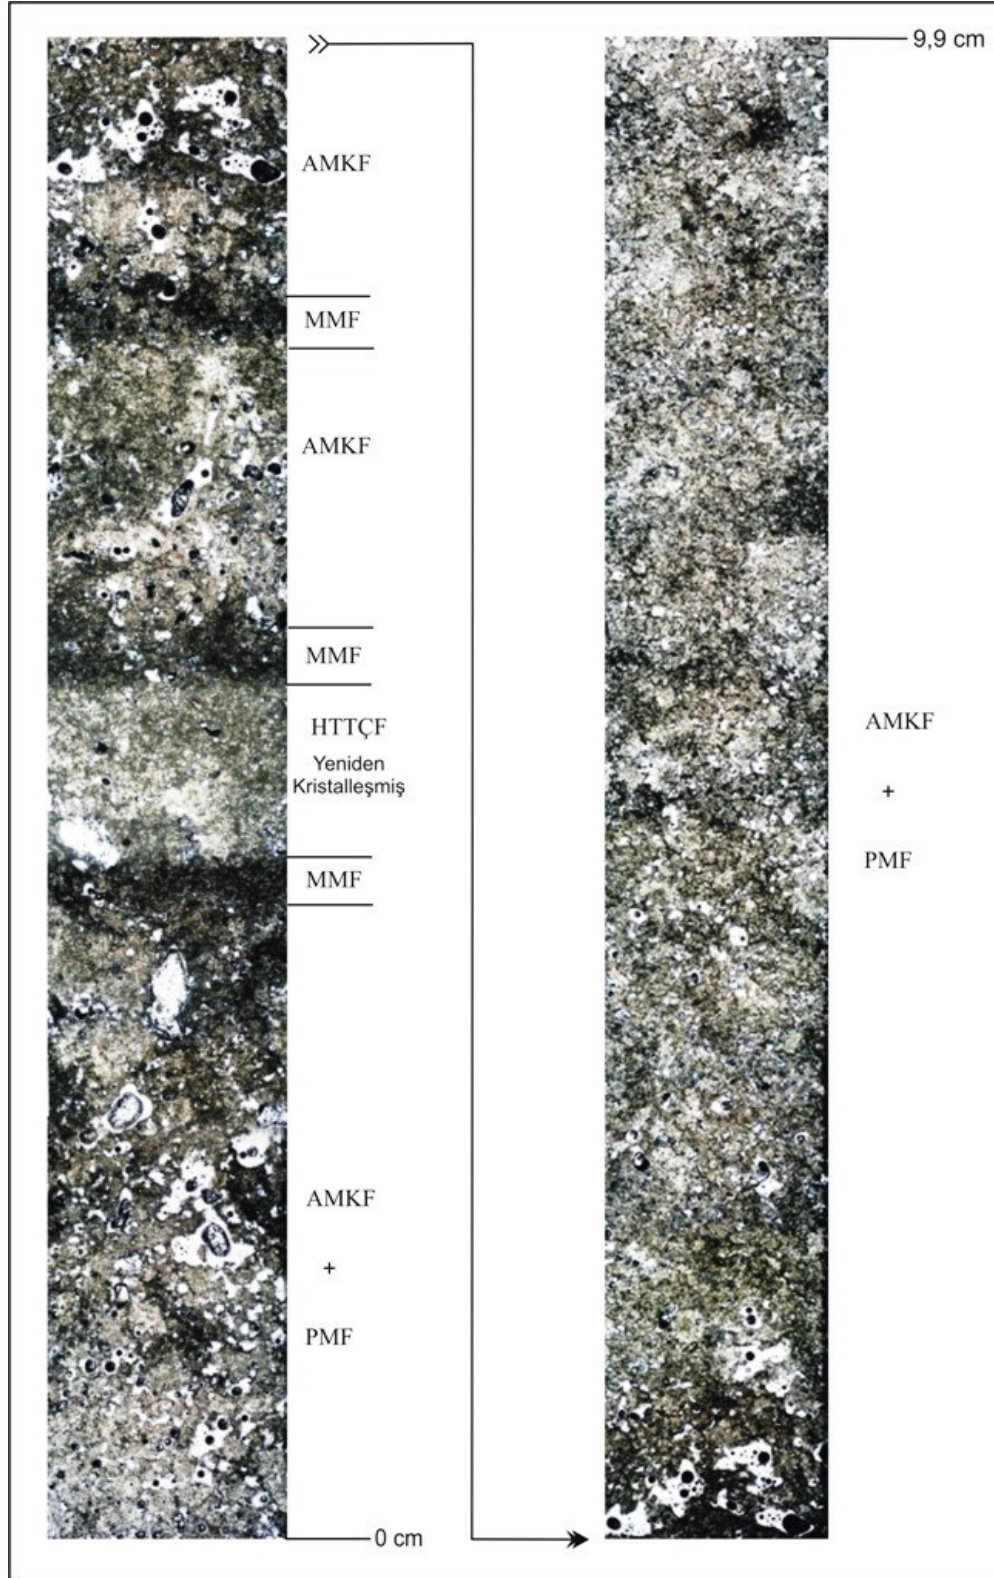 9,9 cm
AMKF
MMF
AMKF
MMF
HTTÇF
Yeniden
Kristalleşmiş
MMF
AMKF
+
PMF
0 cm
AMKF
+
PMF